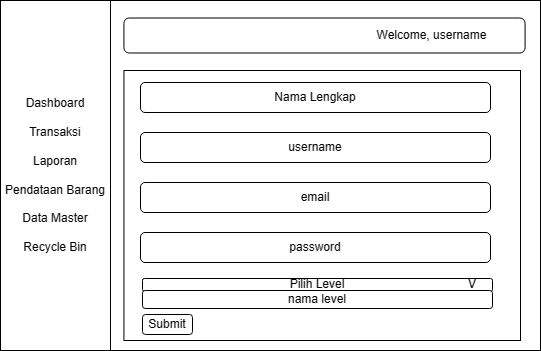 Welcome, username
Dashboard
Transaksi
Laporan
Pendataan Barang
Data Master
Recycle Bin
Nama Lengkap
username
email
password
Pilih Level V
nama level
Submit